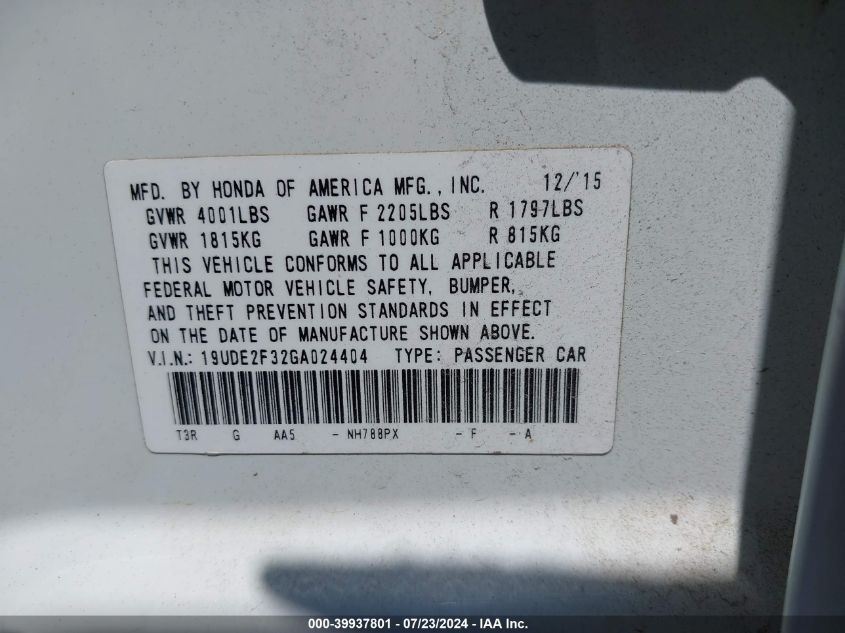 MFD. BY HONDA OF AMERICA MFG., INC. 12/'15
GVWR 4001LBS GAWR F 2205LBS R 1797LBS
GVWR 1815KG GAWR F 1000KG R 815KG
THIS VEHICLE CONFORMS TO ALL APPLICABLE
FEDERAL MOTOR VEHICLE SAFETY, BUMPER,
AND THEFT PREVENTION STANDARDS IN EFFECT
ON THE DATE OF MANUFACTURE SHOWN ABOVE.
V.I.N.: 19UDE2F32GA024404 TYPE: PASSENGER CAR
T3R G AA5 - NH788PX - F - A
000-39937801 - 07/23/2024 - IAA Inc.